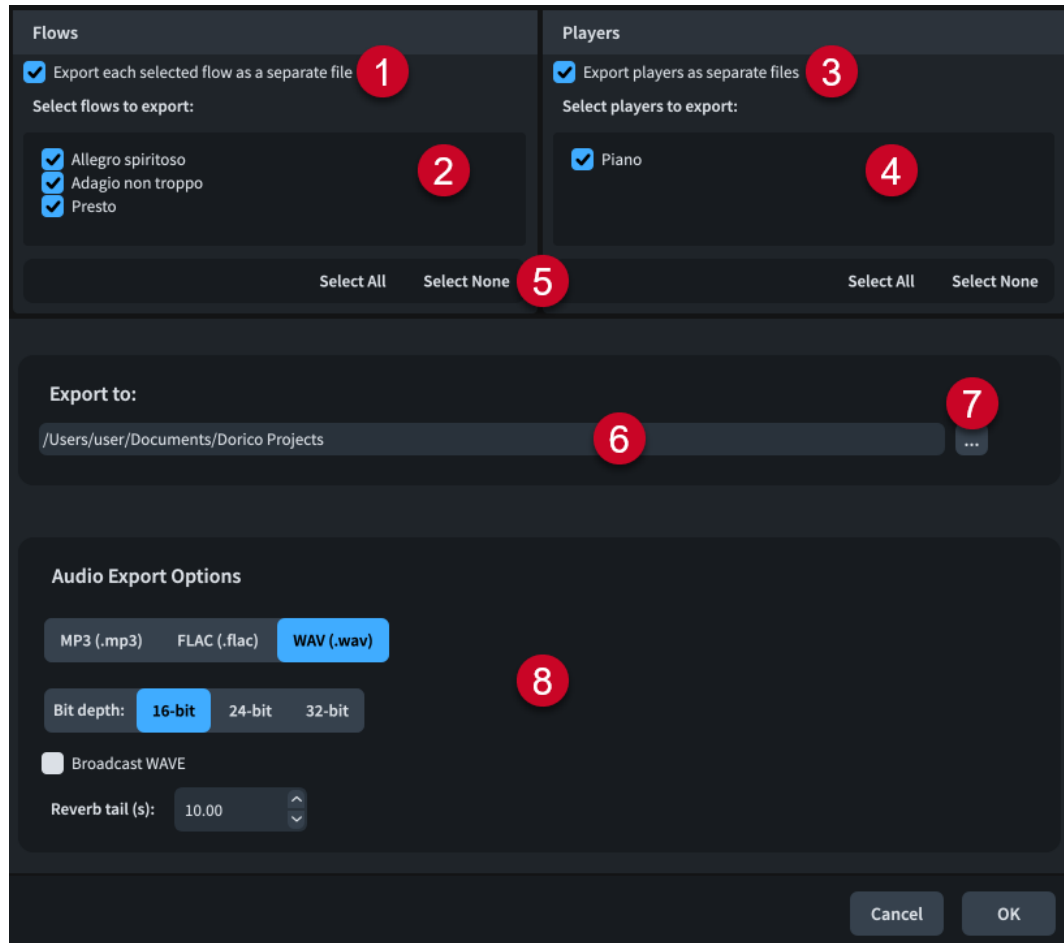 Flows
Export each selected flow as a separate file 1
Select flows to export:
Allegro spiritoso
Adagio non troppo
Presto
2
Select All Select None
Players
Export players as separate files 3
Select players to export:
Piano
4
5
Select All Select None
Export to:
/Users/user/Documents/Dorico Projects
6
7
...
Audio Export Options
MP3 (.mp3) FLAC (.flac) WAV (.wav)
8
Bit depth: 16-bit 24-bit 32-bit
Broadcast WAVE
Reverb tail (s): 10.00
Cancel OK